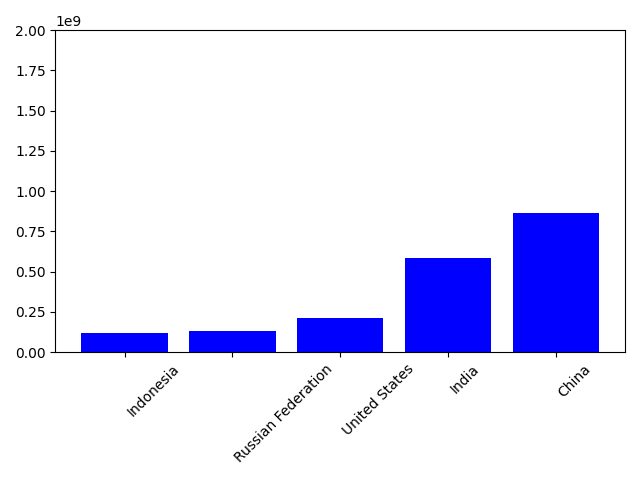 1e9
2.00
1.75
1.50
1.25
1.00
0.75
0.50
0.25
0.00
Indonesia
Russian Federation
United States
India
China